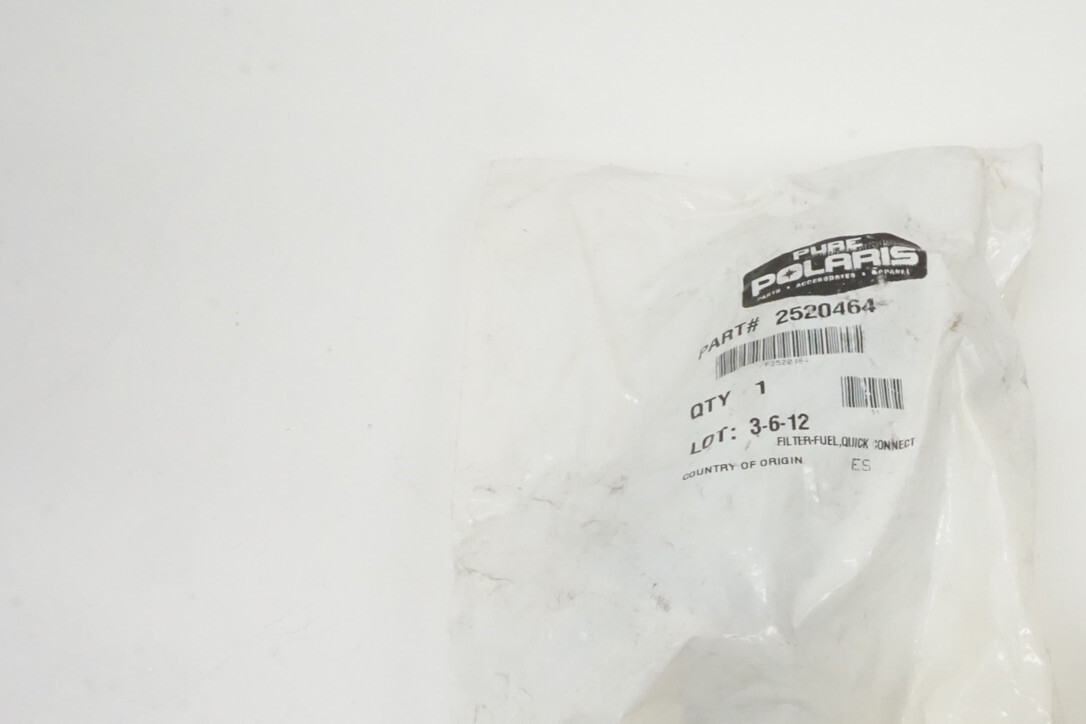 PURE
POLARIS
PARTS • ACCESSORIES • APPAREL
PART# 2520464
QTY 1
LOT: 3-6-12
FILTER-FUEL,QUICK CONNECT
COUNTRY OF ORIGIN ES